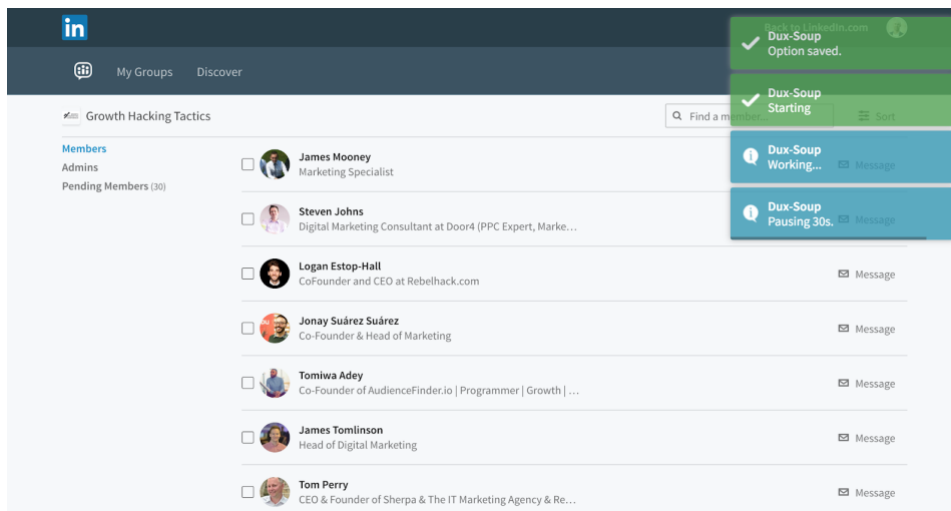 in
Back to LinkedIn.com
My Groups Discover
Dux-Soup
Option saved.
Dux-Soup
Starting
Dux-Soup
Working...
Dux-Soup
Pausing 30s.
Growth Hacking Tactics
Find a member...
Sort
Members
Admins
Pending Members (30)
James Mooney
Marketing Specialist
Message
Steven Johns
Digital Marketing Consultant at Door4 (PPC Expert, Marke…
Message
Logan Estop-Hall
CoFounder and CEO at Rebelhack.com
Message
Jonay Suárez Suárez
Co-Founder & Head of Marketing
Message
Tomiwa Adey
Co-Founder of AudienceFinder.io | Programmer | Growth | …
Message
James Tomlinson
Head of Digital Marketing
Message
Tom Perry
CEO & Founder of Sherpa & The IT Marketing Agency & Re…
Message